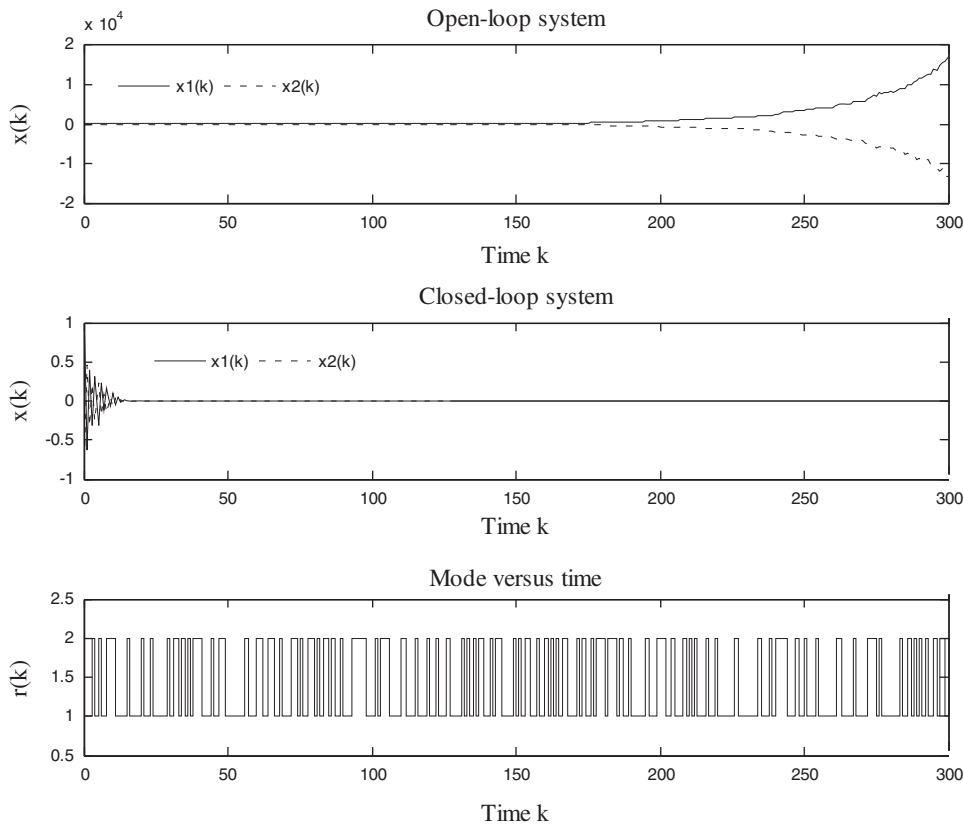 Open-loop system
x 10^4
2
1
0
-1
-2
x(k)
x1(k) x2(k)
0 50 100 150 200 250 300
Time k
Closed-loop system
1
0.5
0
-0.5
-1
x(k)
x1(k) x2(k)
0 50 100 150 200 250 300
Time k
Mode versus time
2.5
2
1.5
1
0.5
r(k)
0 50 100 150 200 250 300
Time k